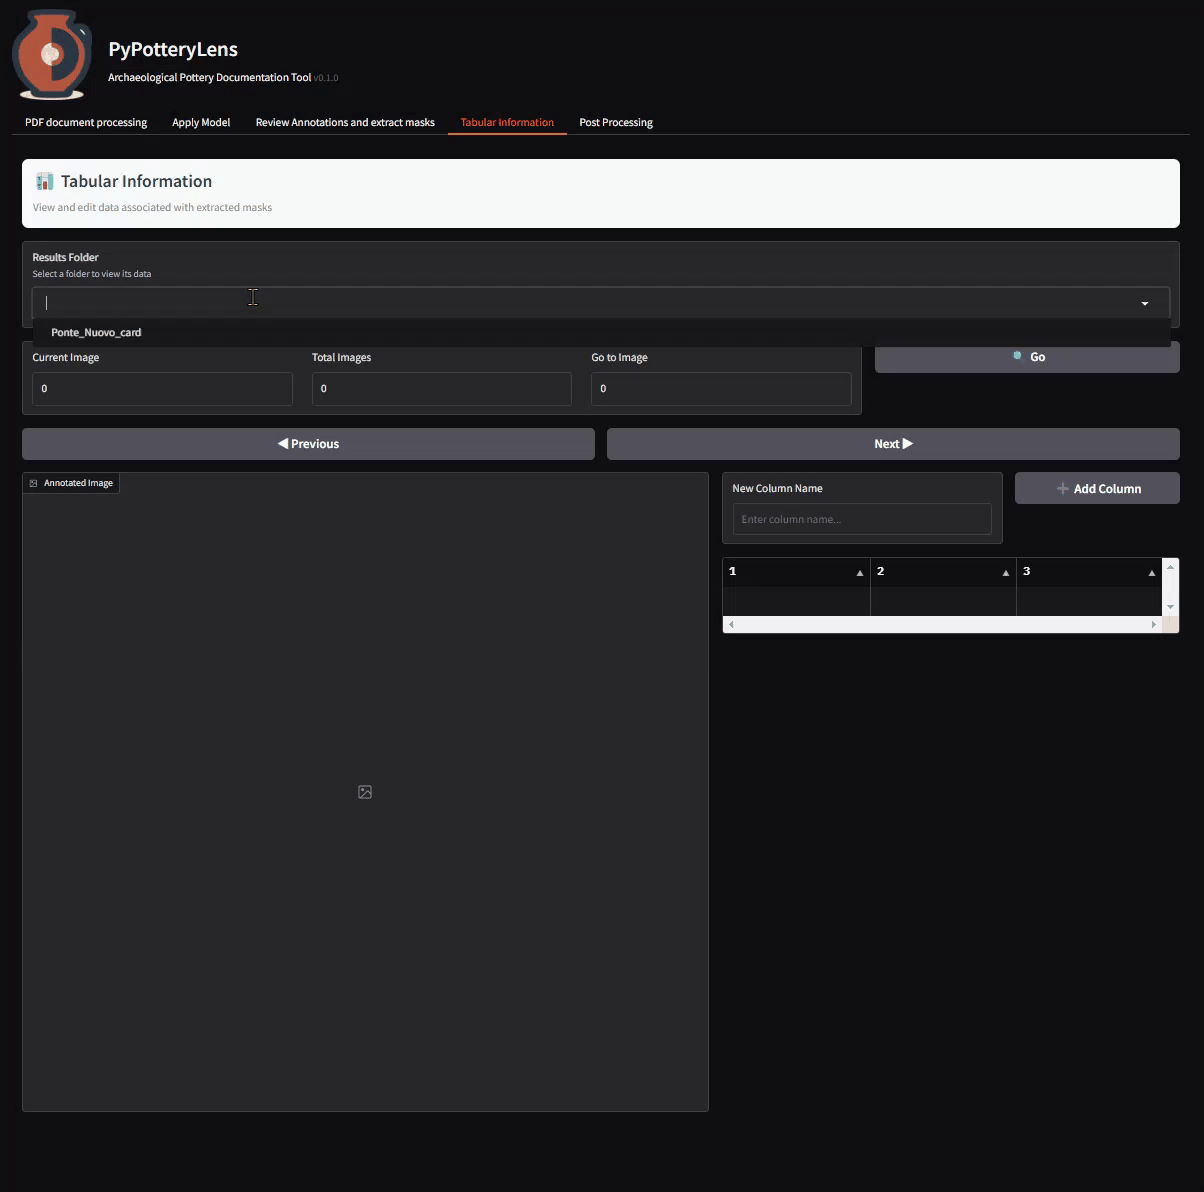 PyPotteryLens
Archaeological Pottery Documentation Tool v0.1.0
PDF document processing Apply Model Review Annotations and extract masks Tabular Information Post Processing
Tabular Information
View and edit data associated with extracted masks
Results Folder
Select a folder to view its data
Ponte_Nuovo_card
Current Image Total Images Go to Image Go
0 0 0
Previous Next
Annotated Image New Column Name Add Column
Enter column name...
1 2 3